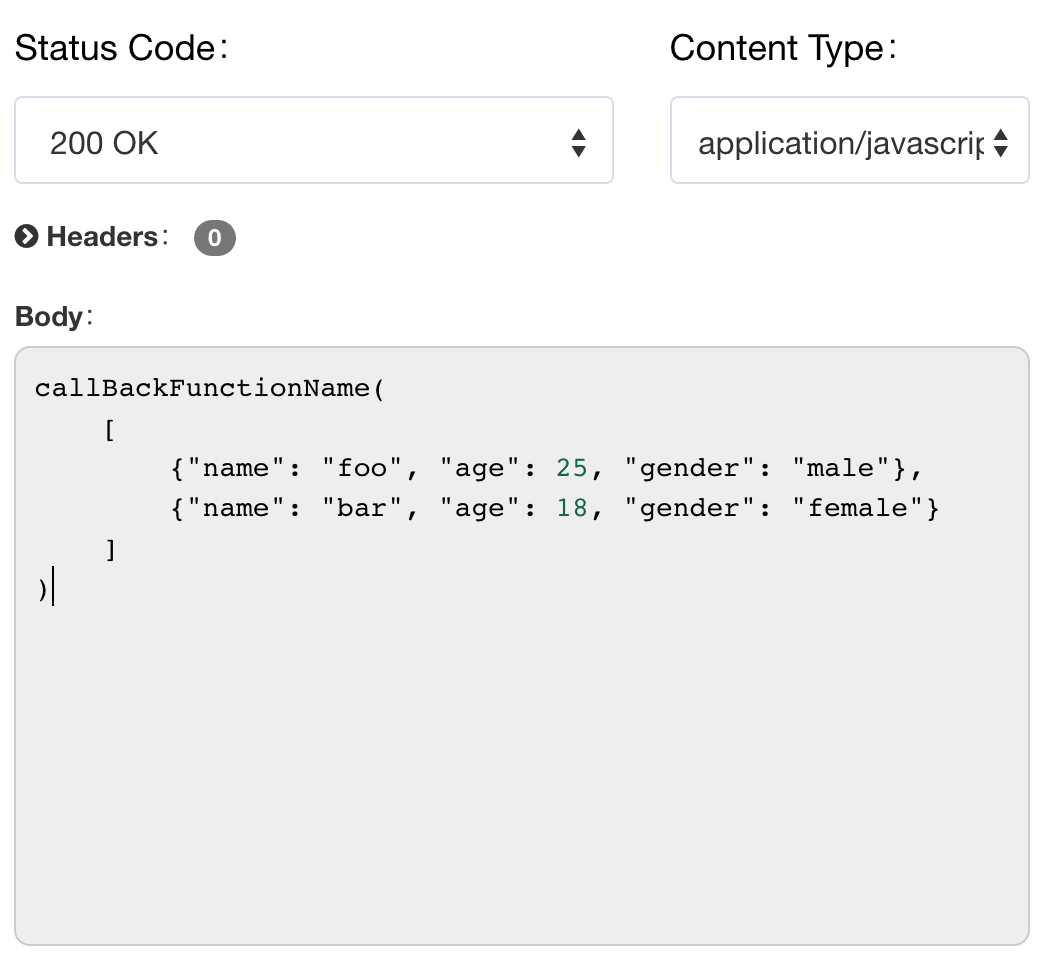 Status Code:
Content Type:
200 OK
application/javascrip
Headers: 0
Body:
callBackFunctionName(
    [
        {"name": "foo", "age": 25, "gender": "male"},
        {"name": "bar", "age": 18, "gender": "female"}
    ]
)